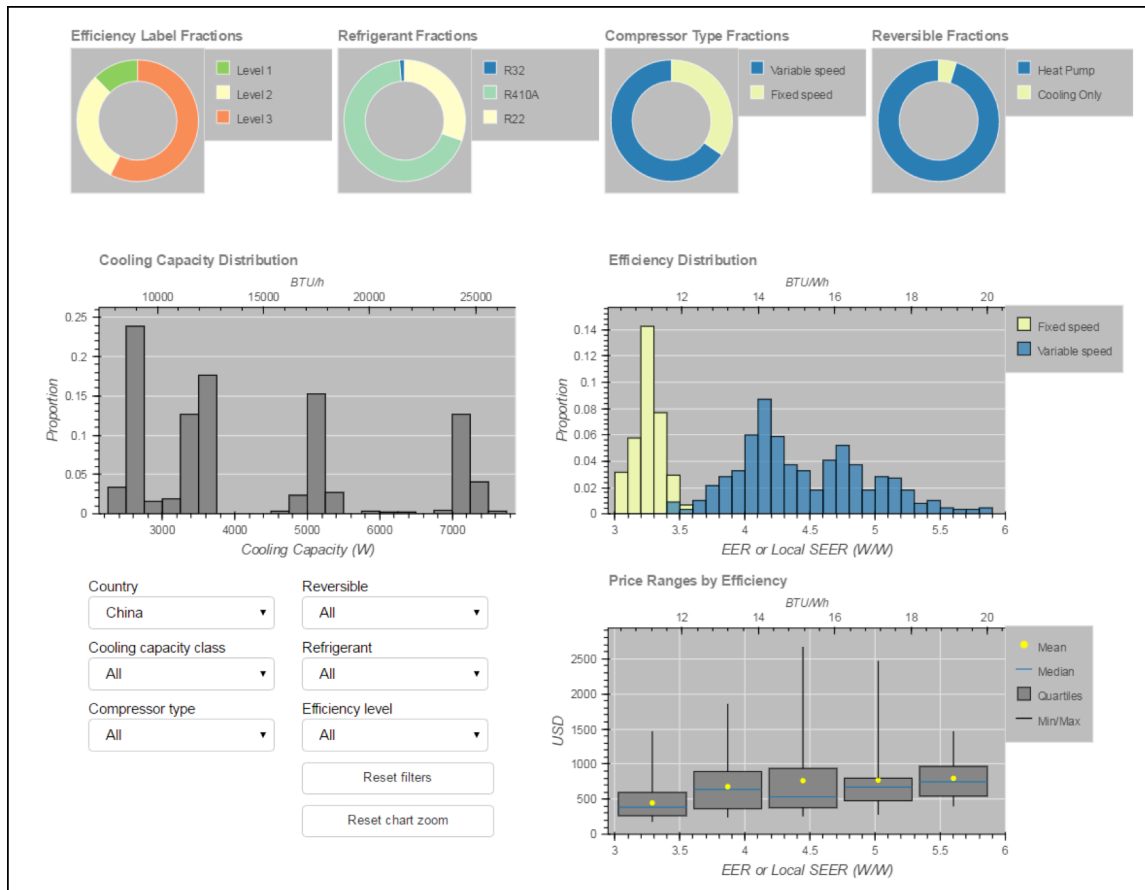 Efficiency Label Fractions
Level 1
Level 2
Level 3
Refrigerant Fractions
R32
R410A
R22
Compressor Type Fractions
Variable speed
Fixed speed
Reversible Fractions
Heat Pump
Cooling Only
Cooling Capacity Distribution
BTU/h
10000 15000 20000 25000
0.25
0.2
0.15
0.1
0.05
0
Proportion
3000 4000 5000 6000 7000
Cooling Capacity (W)
Efficiency Distribution
BTU/Wh
12 14 16 18 20
0.14
0.12
0.1
0.08
0.06
0.04
0.02
0
Proportion
3 3.5 4 4.5 5 5.5 6
EER or Local SEER (W/W)
Fixed speed
Variable speed
Country
China
Reversible
All
Cooling capacity class
All
Refrigerant
All
Compressor type
All
Efficiency level
All
Reset filters
Reset chart zoom
Price Ranges by Efficiency
BTU/Wh
12 14 16 18 20
2500
2000
1500
1000
500
0
USD
3 3.5 4 4.5 5 5.5 6
EER or Local SEER (W/W)
Mean
Median
Quartiles
Min/Max